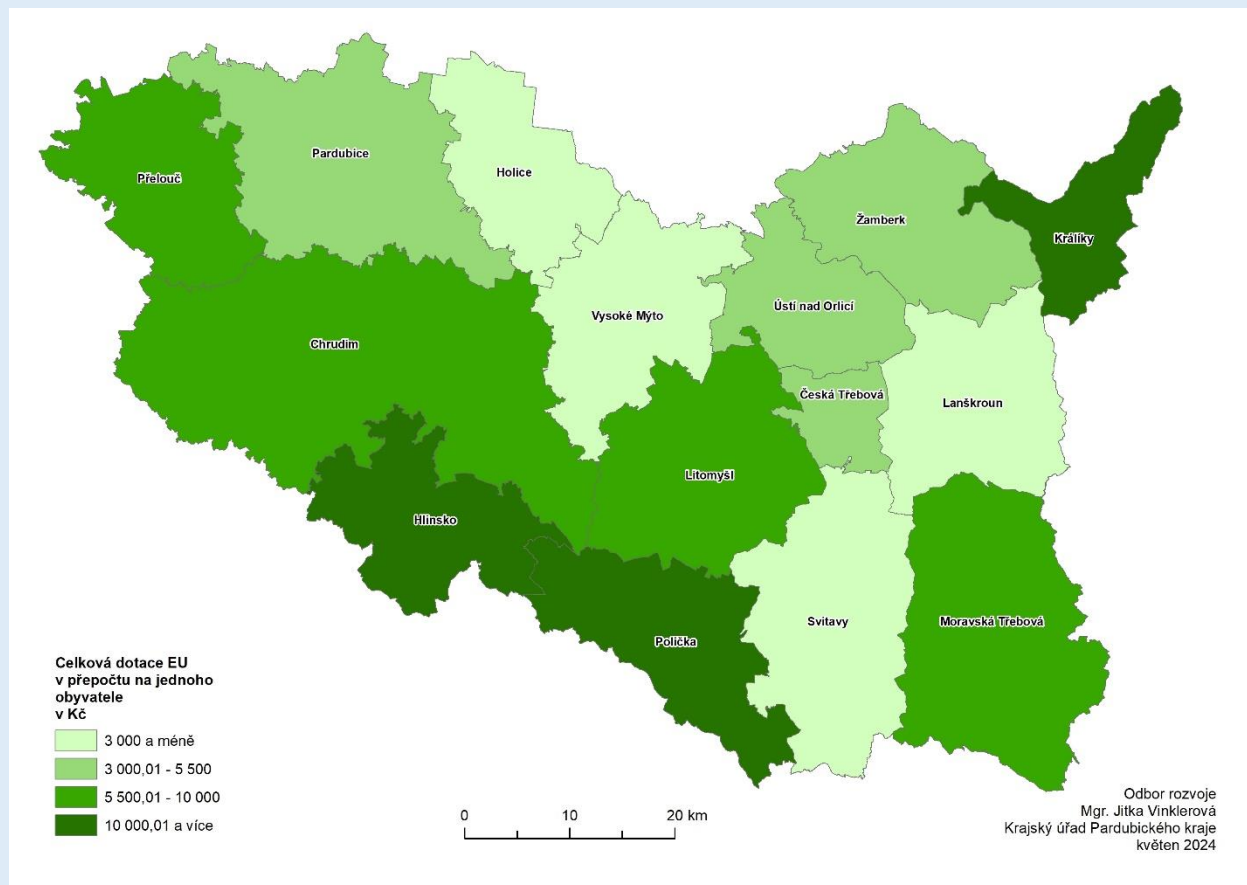 Pardubice
Holice
Přelouč
Žamberk
Králíky
Ústí nad Orlicí
Vysoké Mýto
Chrudim
Česká Třebová
Lanškroun
Litomyšl
Hlinsko
Polička
Svitavy
Moravská Třebová
Celková dotace EU
v přepočtu na jednoho
obyvatele
v Kč
3 000 a méně
3 000,01 - 5 500
5 500,01 - 10 000
10 000,01 a více
0 10 20 km
Odbor rozvoje
Mgr. Jitka Vinklerová
Krajský úřad Pardubického kraje
květen 2024